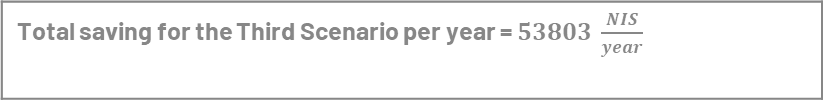 Total saving for the Third Scenario per year = 53803 NIS/year